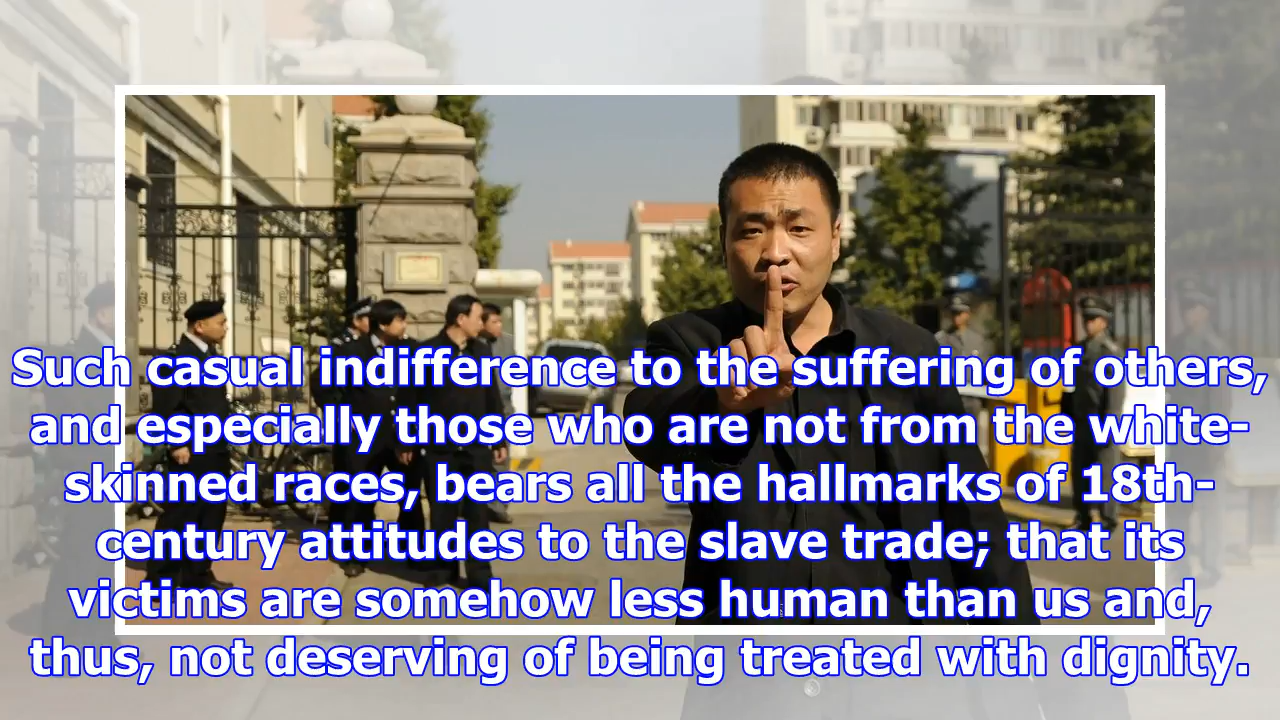 Such casual indifference to the suffering of others,
and especially those who are not from the white-
skinned races, bears all the hallmarks of 18th-
century attitudes to the slave trade; that its
victims are somehow less human than us and,
thus, not deserving of being treated with dignity.